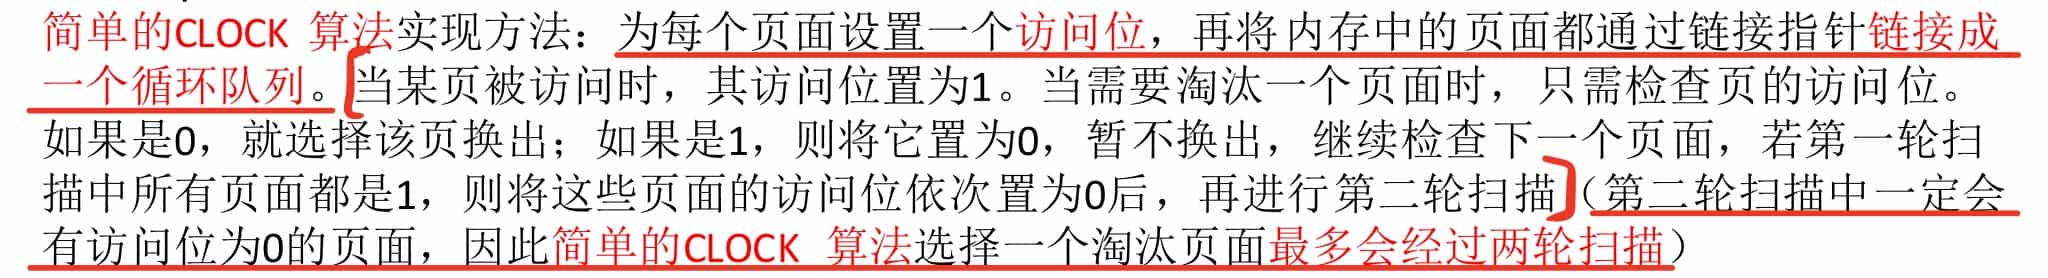 简单的CLOCK 算法实现方法：为每个页面设置一个访问位，再将内存中的页面都通过链接指针链接成
一个循环队列。当某页被访问时，其访问位置为1。当需要淘汰一个页面时，只需检查页的访问位。
如果是0，就选择该页换出；如果是1，则将它置为0，暂不换出，继续检查下一个页面，若第一轮扫
描中所有页面都是1，则将这些页面的访问位依次置为0后，再进行第二轮扫描（第二轮扫描中一定会
有访问位为0的页面，因此简单的CLOCK 算法选择一个淘汰页面最多会经过两轮扫描）